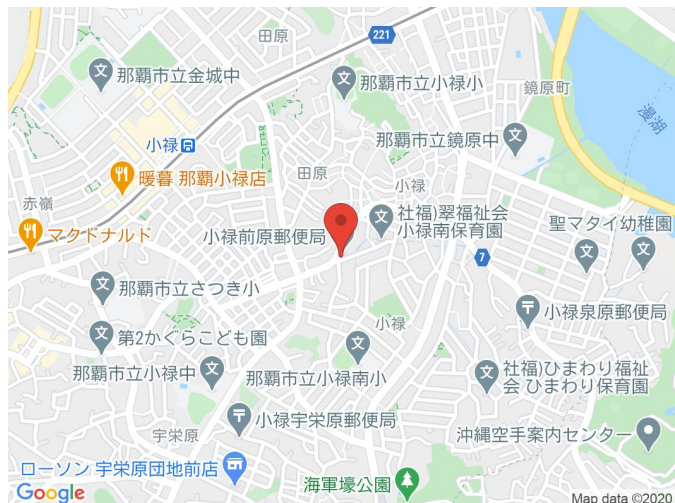 田原
221
那覇市立金城中
那覇市立小禄小
鏡原町
漫湖
那覇市立鏡原中
小禄
暖暮 那覇小禄店
田原
小禄
赤嶺
マクドナルド
小禄前原郵便局
社福)翠福祉会
小禄南保育園
聖マタイ幼稚園
7
那覇市立さつき小
小禄泉原郵便局
第2かぐらこども園
小禄
那覇市立小禄中
那覇市立小禄南小
社福)ひまわり福祉
会 ひまわり保育園
小禄宇栄原郵便局
宇栄原
沖縄空手案内センター
ローソン 宇栄原団地前店
海軍壕公園
Google
Map data ©2020